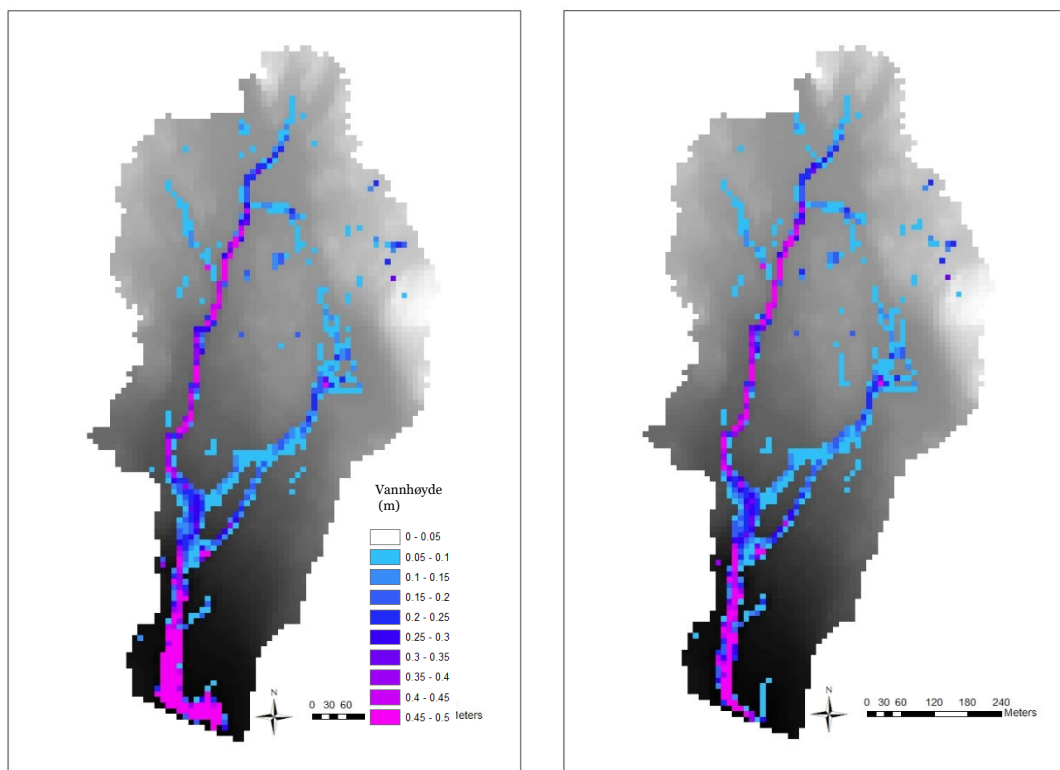 Vannhøyde
(m)
0 - 0.05
0.05 - 0.1
0.1 - 0.15
0.15 - 0.2
0.2 - 0.25
0.25 - 0.3
0.3 - 0.35
0.35 - 0.4
0.4 - 0.45
0.45 - 0.5
N
0 30 60
leters
N
0 30 60 120 180 240
Meters